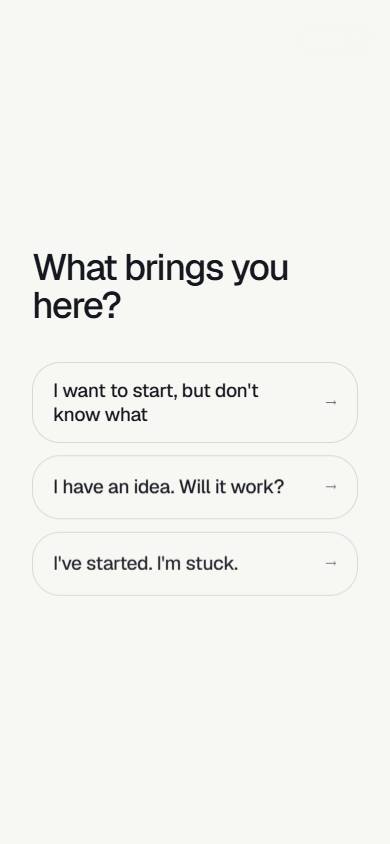 What brings you
here?
I want to start, but don't
know what
→
I have an idea. Will it work?
→
I've started. I'm stuck.
→